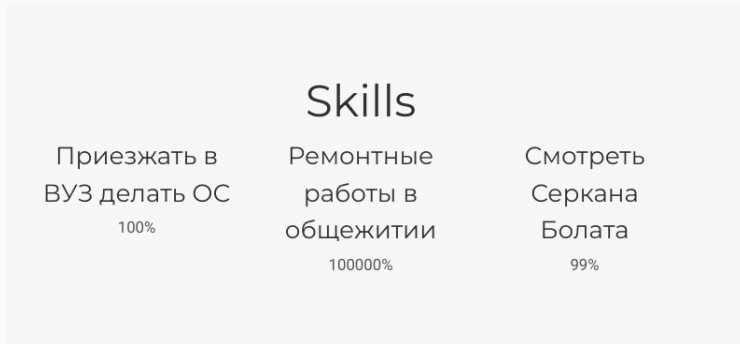 Skills
Приезжать в
ВУЗ делать ОС
100%
Ремонтные
работы в
общежитии
100000%
Смотреть
Серкана
Болата
99%